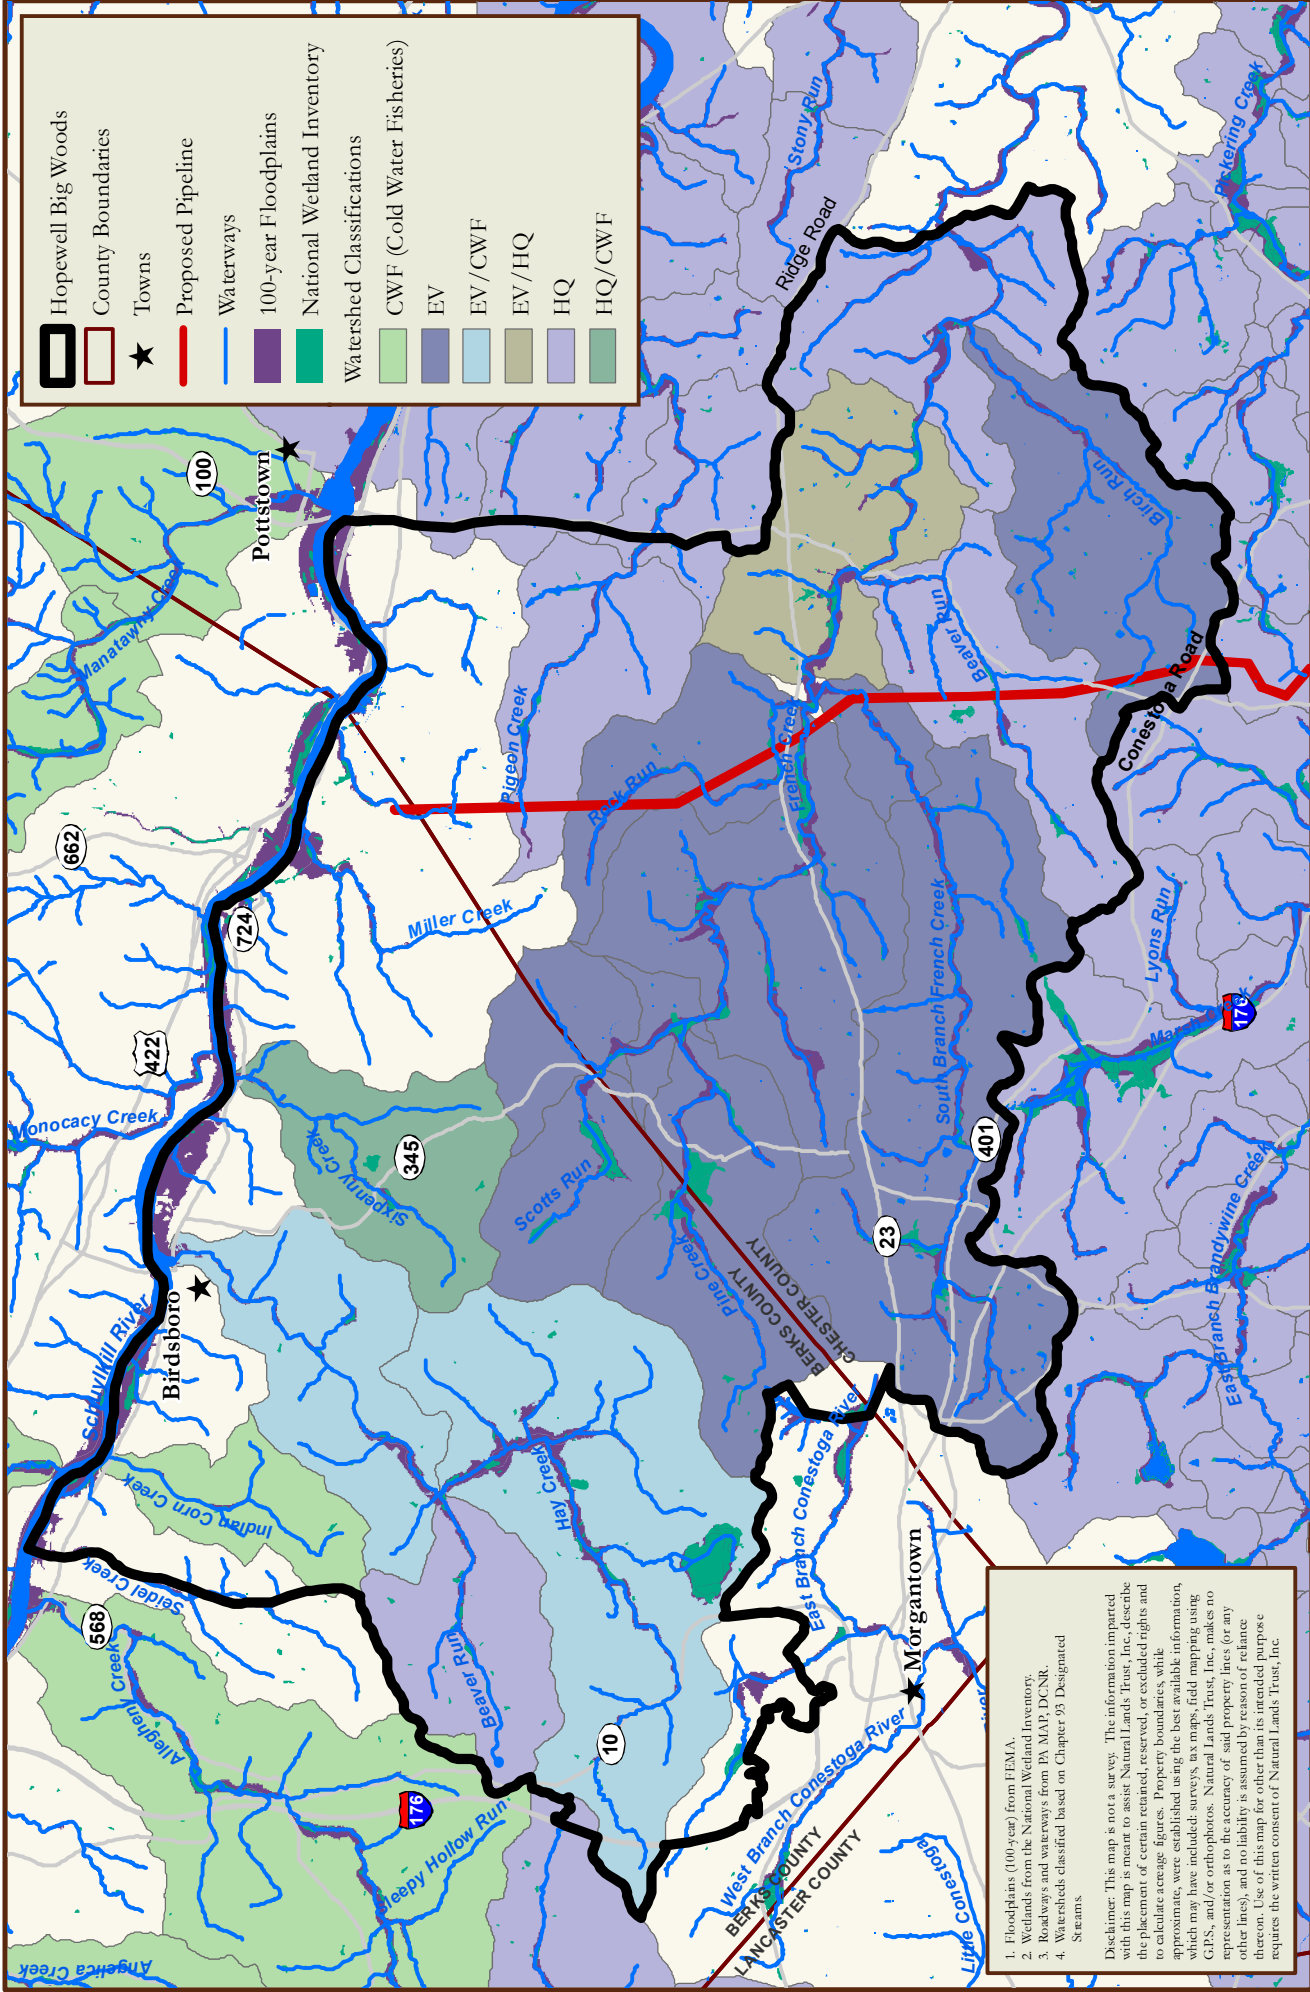 Hopewell Big Woods
County Boundaries
Towns
Proposed Pipeline
Waterways
100-year Floodplains
National Wetland Inventory
Watershed Classifications
CWF (Cold Water Fisheries)
EV
EV/CWF
EV/HQ
HQ
HQ/CWF
Angelica Creek
Allegheny Creek
568
Seidel Creek
Indian Corn Creek
Schuylkill River
Birdsboro
Monocacy Creek
422
724
662
Manatawny Creek
Pottstown
100
176
Sleepy Hollow Run
Beaver Run
10
Hay Creek
Sixpenny Creek
345
Scotts Run
Miller Creek
Pigeon Creek
Rock Run
Pine Creek
BERKS COUNTY
CHESTER COUNTY
French Creek
South Branch French Creek
Beaver Run
Birch Run
Ridge Road
Stony Run
Pickering Creek
Conestoga Road
23
401
East Branch Conestoga River
West Branch Conestoga River
Morgantown
River
BERKS COUNTY
LANCASTER COUNTY
Little Conestoga
East Branch Brandywine Creek
Marsh Creek
176
Lyons Run
1. Floodplains (100-year) from FEMA.
2. Wetlands from the National Wetland Inventory.
3. Roadways and waterways from PA MAP, DCNR.
4. Watersheds classified based on Chapter 93 Designated
Streams.
Disclaimer: This map is not a survey. The information imparted
with this map is meant to assist Natural Lands Trust, Inc., describe
the placement of certain retained, reserved, or excluded rights and
to calculate acreage figures. Property boundaries, while
approximate, were established using the best available information,
which may have included: surveys, tax maps, field mapping using
G.P.S., and/or orthophotos. Natural Lands Trust, Inc., makes no
representation as to the accuracy of said property lines (or any
other lines), and no liability is assumed by reason of reliance
thereon. Use of this map for other than its intended purpose
requires the written consent of Natural Lands Trust, Inc.